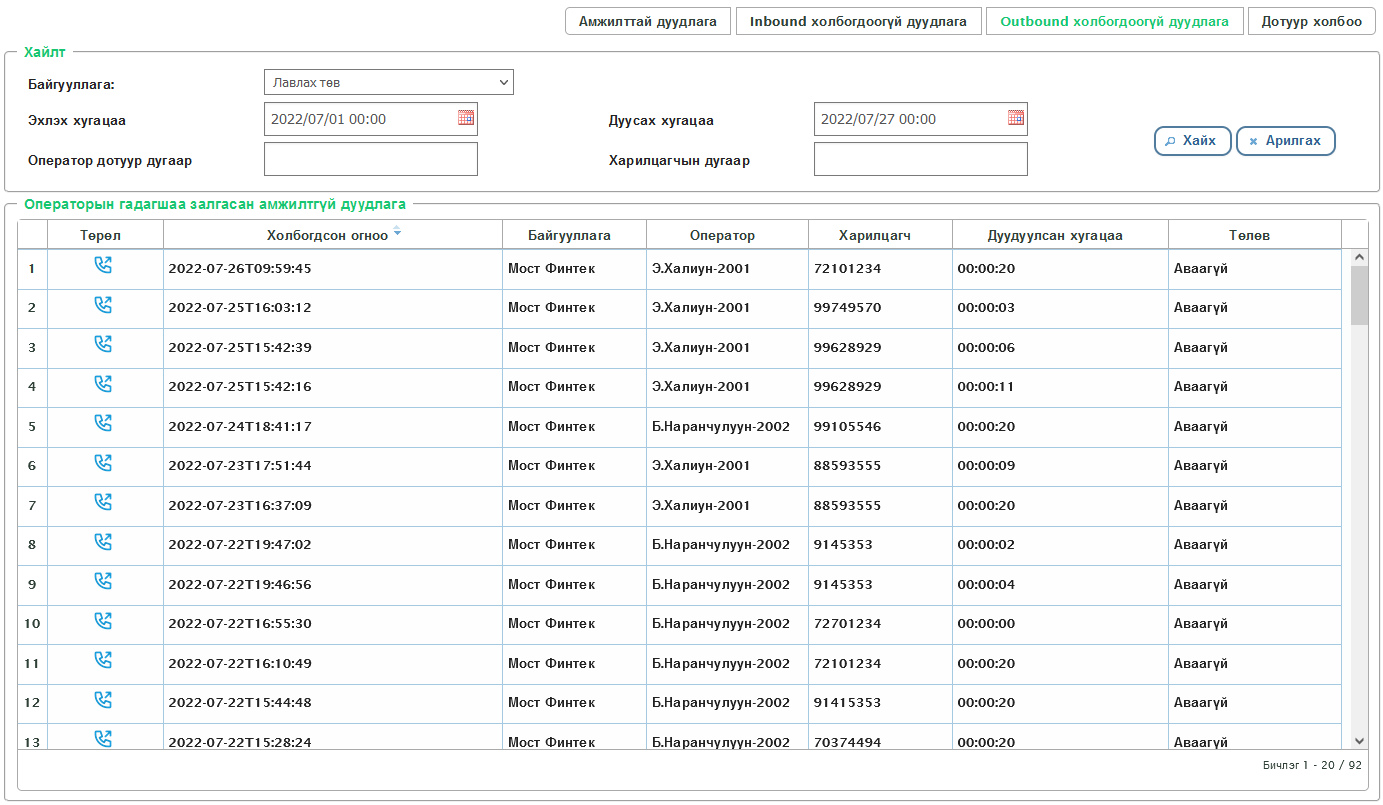 Амжилттай дуудлага Inbound холбогдоогүй дуудлага Outbound холбогдоогүй дуудлага Дотуур холбоо
Хайлт
Байгууллага: Лавлах төв
Эхлэх хугацаа 2022/07/01 00:00 Дуусах хугацаа 2022/07/27 00:00
Хайх Арилгах
Оператор дотуур дугаар Харилцагчын дугаар
Операторын гадагшаа залгасан амжилтгүй дуудлага
Төрөл Холбогдсон огноо Байгууллага Оператор Харилцагч Дуудуулсан хугацаа Төлөв
1 2022-07-26T09:59:45 Мост Финтек Э.Халиун-2001 72101234 00:00:20 Аваагүй
2 2022-07-25T16:03:12 Мост Финтек Э.Халиун-2001 99749570 00:00:03 Аваагүй
3 2022-07-25T15:42:39 Мост Финтек Э.Халиун-2001 99628929 00:00:06 Аваагүй
4 2022-07-25T15:42:16 Мост Финтек Э.Халиун-2001 99628929 00:00:11 Аваагүй
5 2022-07-24T18:41:17 Мост Финтек Б.Наранчулуун-2002 99105546 00:00:20 Аваагүй
6 2022-07-23T17:51:44 Мост Финтек Э.Халиун-2001 88593555 00:00:09 Аваагүй
7 2022-07-23T16:37:09 Мост Финтек Э.Халиун-2001 88593555 00:00:20 Аваагүй
8 2022-07-22T19:47:02 Мост Финтек Б.Наранчулуун-2002 9145353 00:00:02 Аваагүй
9 2022-07-22T19:46:56 Мост Финтек Б.Наранчулуун-2002 9145353 00:00:04 Аваагүй
10 2022-07-22T16:55:30 Мост Финтек Б.Наранчулуун-2002 72701234 00:00:00 Аваагүй
11 2022-07-22T16:10:49 Мост Финтек Б.Наранчулуун-2002 72101234 00:00:20 Аваагүй
12 2022-07-22T15:44:48 Мост Финтек Б.Наранчулуун-2002 91415353 00:00:20 Аваагүй
13 2022-07-22T15:28:24 Мост Финтек Б.Наранчулуун-2002 70374494 00:00:20 Аваагүй
Бичлэг 1 - 20 / 92